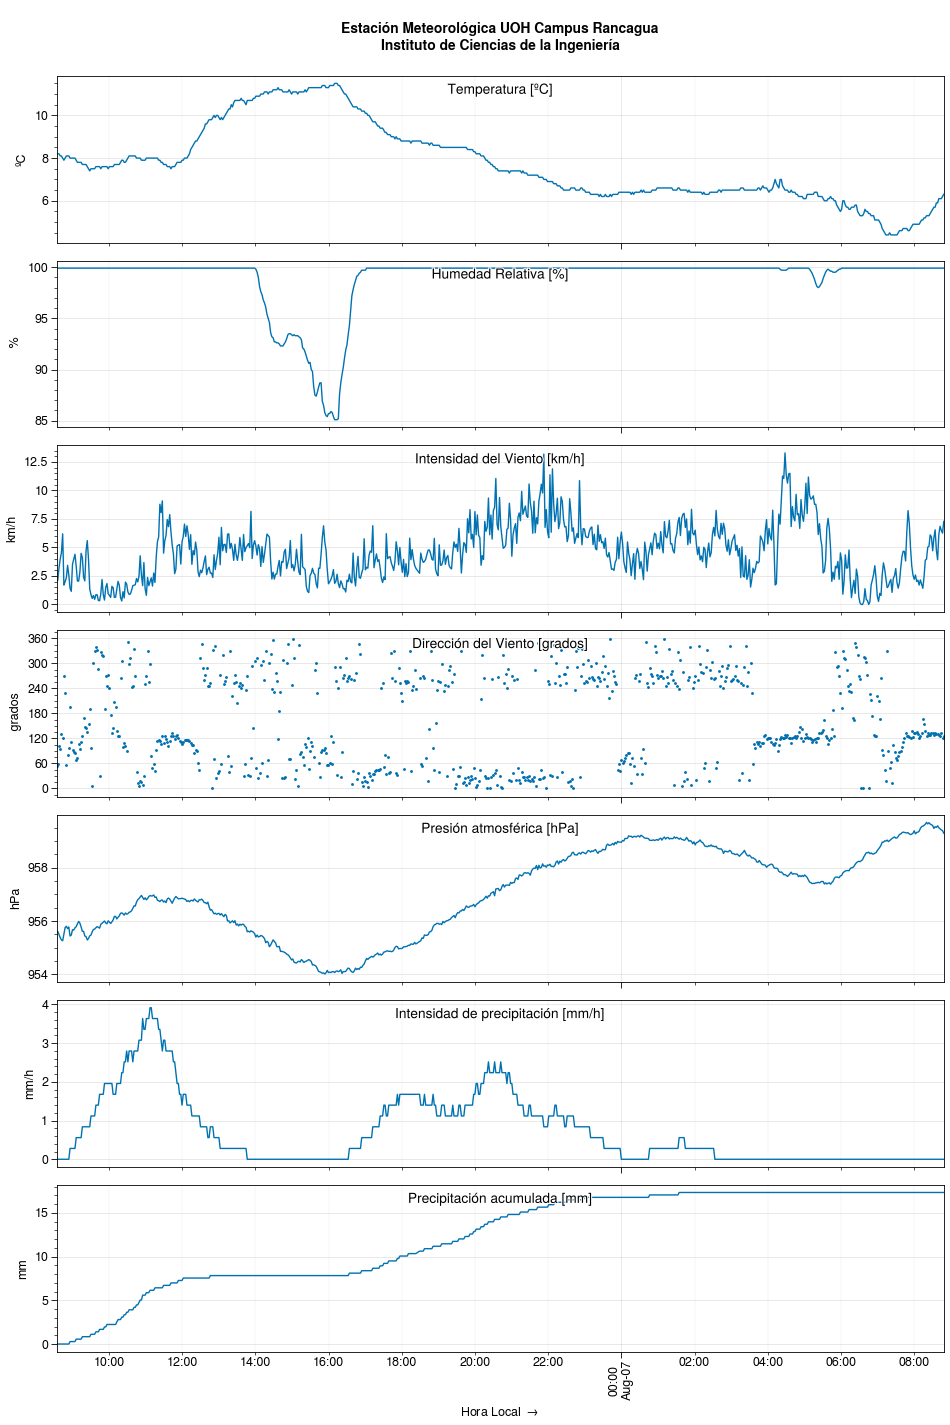 Estación Meteorológica UOH Campus Rancagua
Instituto de Ciencias de la Ingeniería
Temperatura [ºC]
ºC
10
8
6
Humedad Relativa [%]
%
100
95
90
85
Intensidad del Viento [km/h]
km/h
12.5
10
7.5
5
2.5
0
Dirección del Viento [grados]
grados
360
300
240
180
120
60
0
Presión atmosférica [hPa]
hPa
958
956
954
Intensidad de precipitación [mm/h]
mm/h
4
3
2
1
0
Precipitación acumulada [mm]
mm
15
10
5
0
10:00 12:00 14:00 16:00 18:00 20:00 22:00 00:00 02:00 04:00 06:00 08:00
Aug-07
Hora Local →